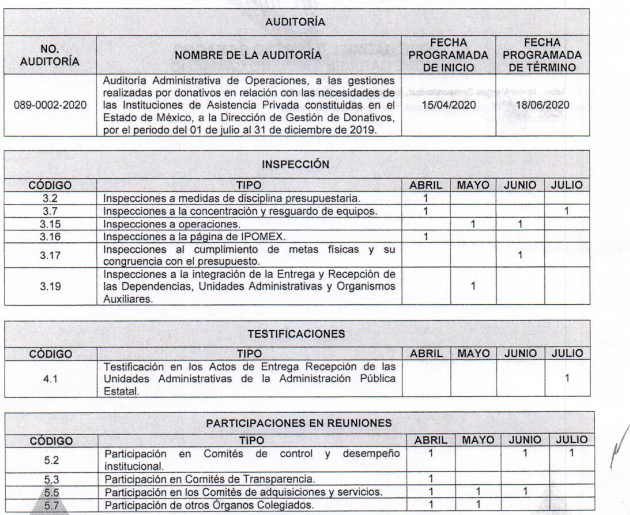 AUDITORÍA
NO. AUDITORÍA NOMBRE DE LA AUDITORÍA FECHA PROGRAMADA DE INICIO FECHA PROGRAMADA DE TÉRMINO
089-0002-2020 Auditoría Administrativa de Operaciones, a las gestiones
realizadas por donativos en relación con las necesidades de
las Instituciones de Asistencia Privada constituidas en el
Estado de México, a la Dirección de Gestión de Donativos,
por el período del 01 de julio al 31 de diciembre de 2019.
15/04/2020 18/06/2020
INSPECCIÓN
CÓDIGO TIPO ABRIL MAYO JUNIO JULIO
3.2 Inspecciones a medidas de disciplina presupuestaria. 1
3.7 Inspecciones a la concentración y resguardo de equipos. 1 1
3.15 Inspecciones a operaciones. 1 1
3.16 Inspecciones a la página de IPOMEX. 1
3.17 Inspecciones al cumplimiento de metas físicas y su
congruencia con el presupuesto. 1
3.19 Inspecciones a la integración de la Entrega y Recepción de
las Dependencias, Unidades Administrativas y Organismos
Auxiliares. 1
TESTIFICACIONES
CÓDIGO TIPO ABRIL MAYO JUNIO JULIO
4.1 Testificación en los Actos de Entrega Recepción de las
Unidades Administrativas de la Administración Pública
Estatal. 1
PARTICIPACIONES EN REUNIONES
CÓDIGO TIPO ABRIL MAYO JUNIO JULIO
5.2 Participación en Comités de control y desempeño
institucional. 1 1 1
5.3 Participación en Comités de Transparencia. 1
5.5 Participación en los Comités de adquisiciones y servicios. 1 1 1
5.7 Participación de otros Órganos Colegiados. 1 1